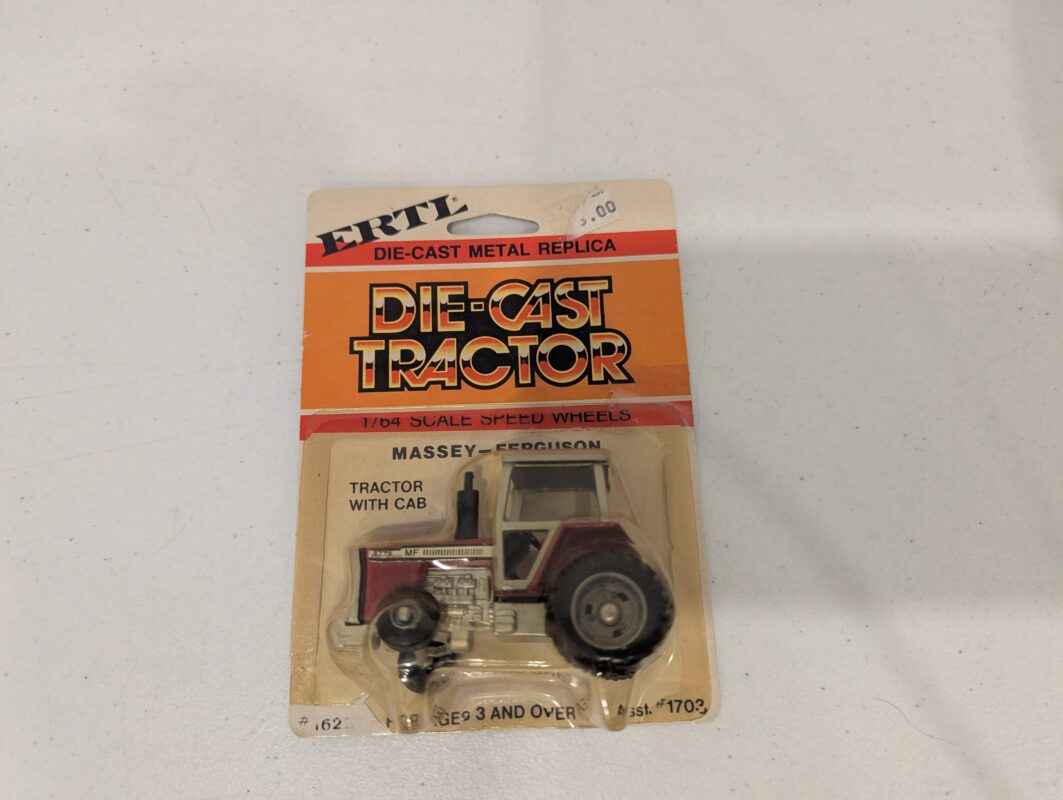 ERTL
.00
DIE-CAST METAL REPLICA
DIE-CAST
TRACTOR
1/64 SCALE SPEED WHEELS
MASSEY-FERGUSON
TRACTOR
WITH CAB
MF
3 AND OVER
Asst. #1703